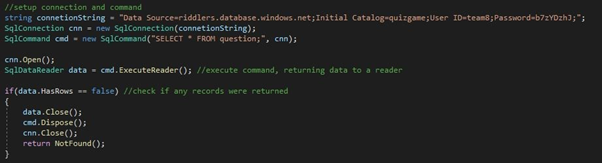 //setup connection and command
string connetionString = "Data Source=riddlers.database.windows.net;Initial Catalog=quizgame;User ID=team8;Password=b7zYDzhJ;";
SqlConnection cnn = new SqlConnection(connetionString);
SqlCommand cmd = new SqlCommand("SELECT * FROM question;", cnn);
cnn.Open();
SqlDataReader data = cmd.ExecuteReader(); //execute command, returning data to a reader
if(data.HasRows == false) //check if any records were returned
{
data.Close();
cmd.Dispose();
cnn.Close();
return NotFound();
}